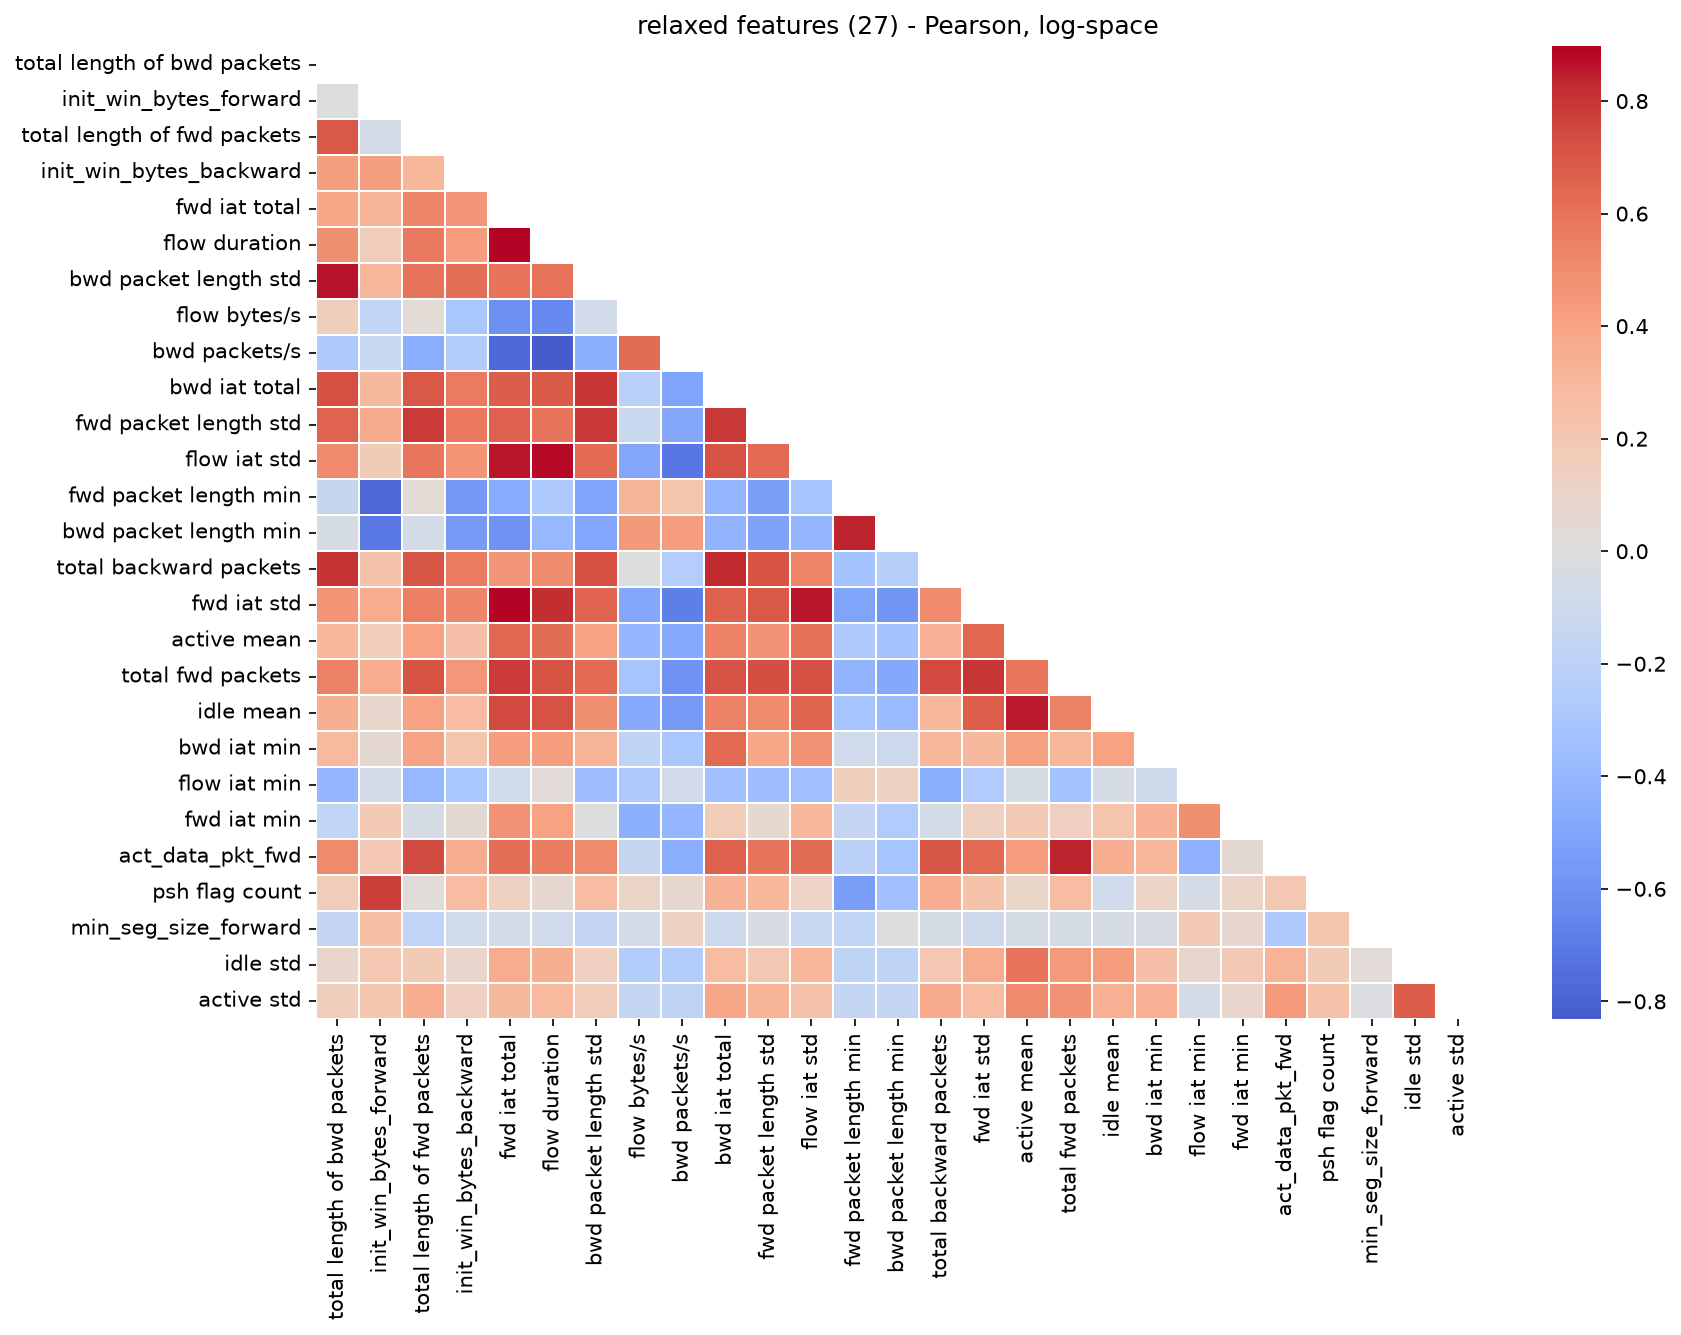 relaxed features (27) - Pearson, log-space
total length of bwd packets
init_win_bytes_forward
total length of fwd packets
init_win_bytes_backward
fwd iat total
flow duration
bwd packet length std
flow bytes/s
bwd packets/s
bwd iat total
fwd packet length std
flow iat std
fwd packet length min
bwd packet length min
total backward packets
fwd iat std
active mean
total fwd packets
idle mean
bwd iat min
flow iat min
fwd iat min
act_data_pkt_fwd
psh flag count
min_seg_size_forward
idle std
active std
total length of bwd packets
init_win_bytes_forward
total length of fwd packets
init_win_bytes_backward
fwd iat total
flow duration
bwd packet length std
flow bytes/s
bwd packets/s
bwd iat total
fwd packet length std
flow iat std
fwd packet length min
bwd packet length min
total backward packets
fwd iat std
active mean
total fwd packets
idle mean
bwd iat min
flow iat min
fwd iat min
act_data_pkt_fwd
psh flag count
min_seg_size_forward
idle std
active std
0.8
0.6
0.4
0.2
0.0
−0.2
−0.4
−0.6
−0.8